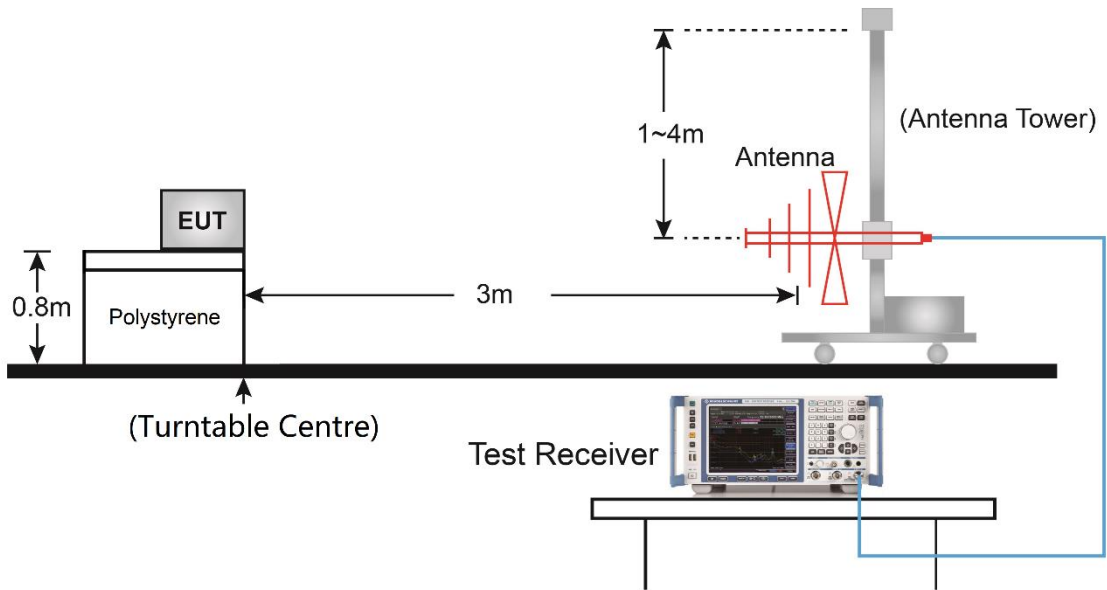 1~4m
(Antenna Tower)
Antenna
EUT
0.8m
Polystyrene
3m
(Turntable Centre)
Test Receiver